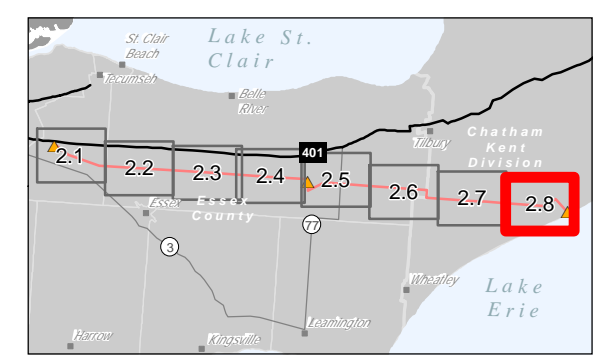 St. Clair
Beach
Lake St.
Clair
Tecumseh
Belle
River
401
Tilbury
Chatham
Kent
Division
2.1
2.2
2.3
2.4
2.5
2.6
2.7
2.8
Essex
Essex
County
77
3
Wheatley
Lake
Erie
Harrow
Kingsville
Leamington